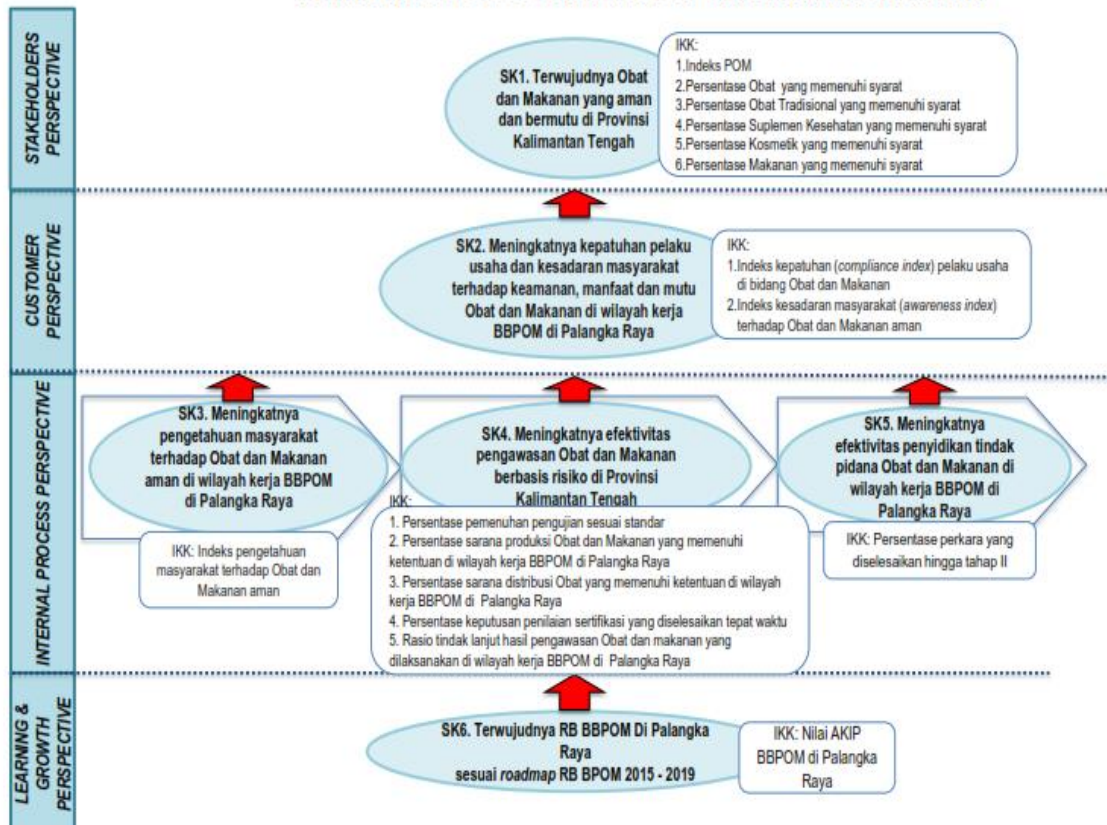 STAKEHOLDERS
PERSPECTIVE
SK1. Terwujudnya Obat
dan Makanan yang aman
dan bermutu di Provinsi
Kalimantan Tengah
IKK:
1.Indeks POM
2.Persentase Obat yang memenuhi syarat
3.Persentase Obat Tradisional yang memenuhi syarat
4.Persentase Suplemen Kesehatan yang memenuhi syarat
5.Persentase Kosmetik yang memenuhi syarat
6.Persentase Makanan yang memenuhi syarat
CUSTOMER
PERSPECTIVE
SK2. Meningkatnya kepatuhan pelaku
usaha dan kesadaran masyarakat
terhadap keamanan, manfaat dan mutu
Obat dan Makanan di wilayah kerja
BBPOM di Palangka Raya
IKK:
1.Indeks kepatuhan (compliance index) pelaku usaha
di bidang Obat dan Makanan
2.Indeks kesadaran masyarakat (awareness index)
terhadap Obat dan Makanan aman
INTERNAL PROCESS PERSPECTIVE
SK3. Meningkatnya
pengetahuan masyarakat
terhadap Obat dan Makanan
aman di wilayah kerja BBPOM
di Palangka Raya
IKK: Indeks pengetahuan
masyarakat terhadap Obat dan
Makanan aman
SK4. Meningkatnya efektivitas
pengawasan Obat dan Makanan
berbasis risiko di Provinsi
Kalimantan Tengah
IKK:
1. Persentase pemenuhan pengujian sesuai standar
2. Persentase sarana produksi Obat dan Makanan yang memenuhi
ketentuan di wilayah kerja BBPOM di Palangka Raya
3. Persentase sarana distribusi Obat yang memenuhi ketentuan di wilayah
kerja BBPOM di Palangka Raya
4. Persentase keputusan penilaian sertifikasi yang diselesaikan tepat waktu
5. Rasio tindak lanjut hasil pengawasan Obat dan makanan yang
dilaksanakan di wilayah kerja BBPOM di Palangka Raya
SK5. Meningkatnya
efektivitas penyidikan tindak
pidana Obat dan Makanan di
wilayah kerja BBPOM di
Palangka Raya
IKK: Persentase perkara yang
diselesaikan hingga tahap II
LEARNING &
GROWTH
PERSPECTIVE
SK6. Terwujudnya RB BBPOM Di Palangka
Raya
sesuai roadmap RB BPOM 2015 - 2019
IKK: Nilai AKIP
BBPOM di Palangka
Raya